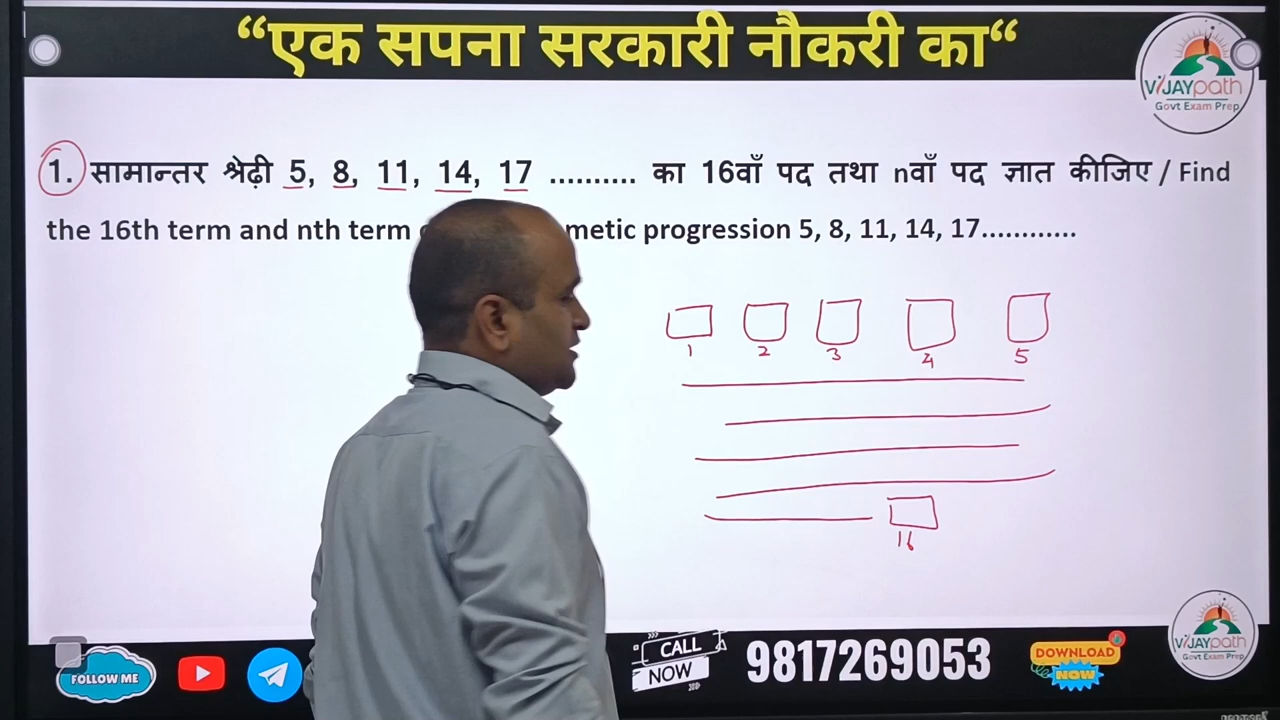 “एक सपना सरकारी नौकरी का“
VIJAYpath
Govt Exam Prep
1. सामान्तर श्रेढ़ी 5, 8, 11, 14, 17 .......... का 16वाँ पद तथा nवाँ पद ज्ञात कीजिए / Find
the 16th term and nth term metic progression 5, 8, 11, 14, 17............
1 2 3 4 5
16
FOLLOW ME
CALL NOW
9817269053
DOWNLOAD NOW
VIJAYpath
Govt Exam Prep